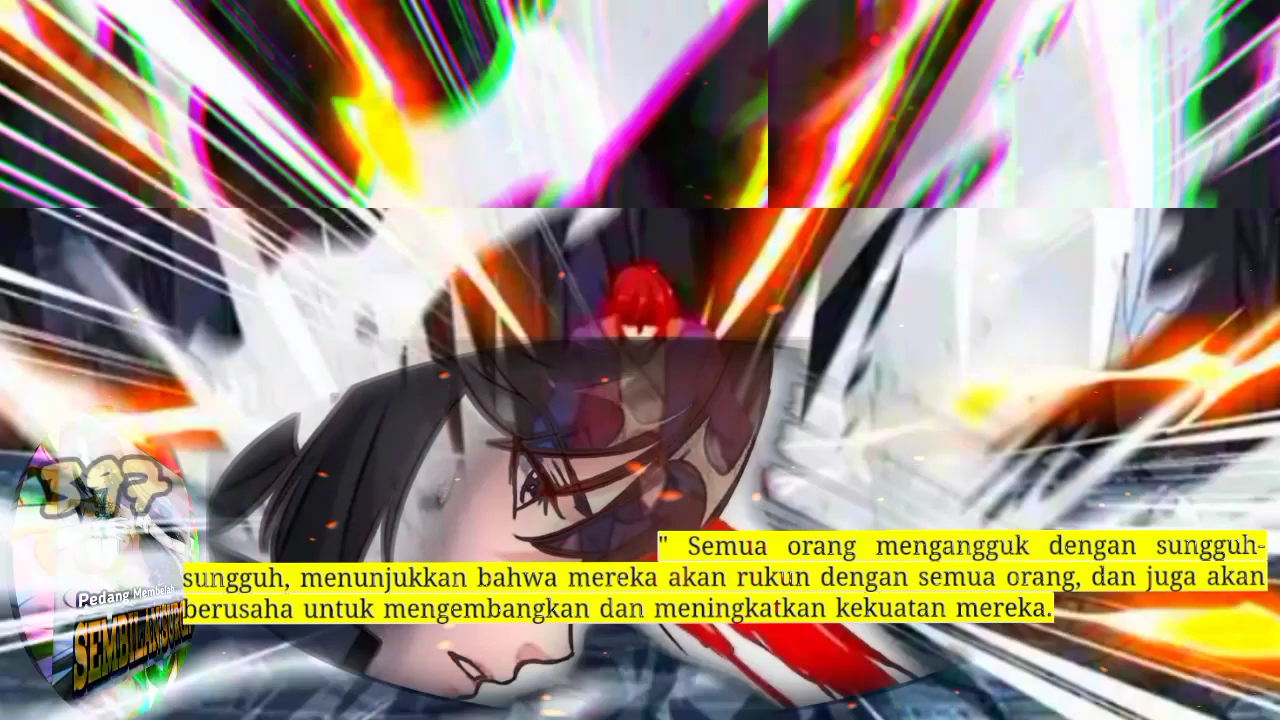 397
" Semua orang mengangguk dengan sungguh-
sungguh, menunjukkan bahwa mereka akan rukun dengan semua orang, dan juga akan
berusaha untuk mengembangkan dan meningkatkan kekuatan mereka.
Pedang Membelah